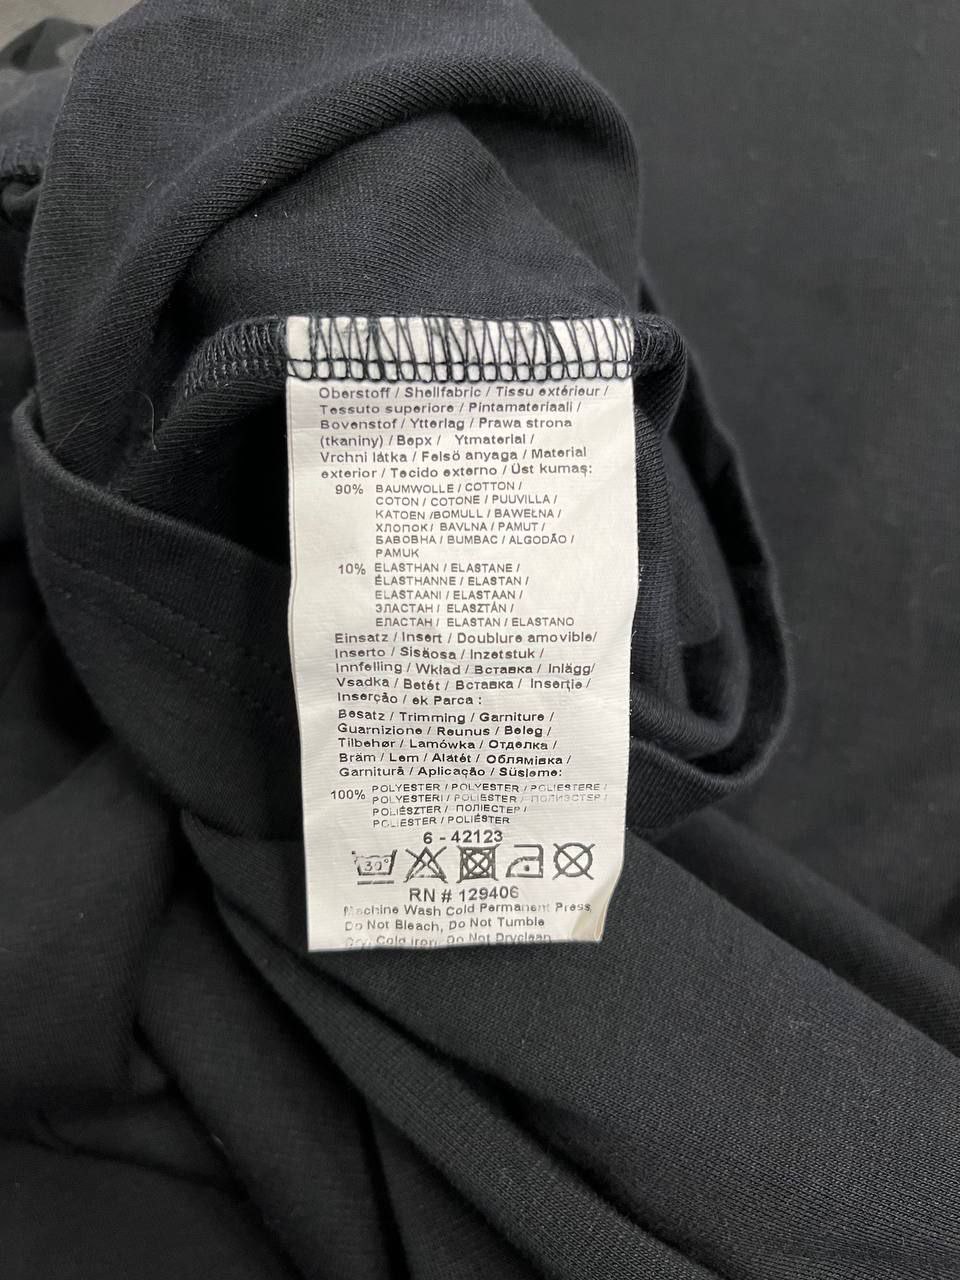 Oberstoff / Shellfabric / Tissu extérieur /
Tessuto superiore / Pintamateriaali /
Bovenstof / Ytterlag / Prawa strona
(tkaniny) / Верх / Ytmaterial /
Vrchni látka / Felsö anyaga / Material
exterior / Tecido externo / Üst kumaş:
90% BAUMWOLLE / COTTON /
COTON / COTONE / PUUVILLA /
KATOEN /BOMULL / BAWEŁNA /
ХЛОПОК/ BAVLNA / PAMUT /
БАВОВНА / BUMBAC / ALGODÃO /
PAMUK
10% ELASTHAN / ELASTANE /
ÉLASTHANNE / ELASTAN /
ELASTAANI / ELASTAAN /
ЭЛАСТАН / ELASZTÁN /
ЕЛАСТАН / ELASTAN / ELASTANO
Einsatz / Insert / Doublure amovible/
Inserto / Sisäosa / Inzetstuk /
Innfelling / Wkład / Вставка / Inlägg/
Vsadka / Betét / Вставка / Inserţie /
Inserção / ek Parca :
Besatz / Trimming / Garniture /
Guarnizione / Reunus / Beleg /
Tilbehør / Lamówka / Отделка /
Bräm / Lem / Alátét / Облямівка /
Garnitură / Aplicação / Süsleme:
100% POLYESTER / POLYESTER / POLIESTERE /
POLYESTERI / POLIESTER / ПОЛИЭСТЕР /
POLIÉSZTER / ПОЛІЕСТЕР /
POLIESTER / POLIÉSTER
6 - 42123
30°
RN # 129406
Machine Wash Cold Permanent Press,
Do Not Bleach, Do Not Tumble
Dry, Cold Iron, Do Not Dryclean